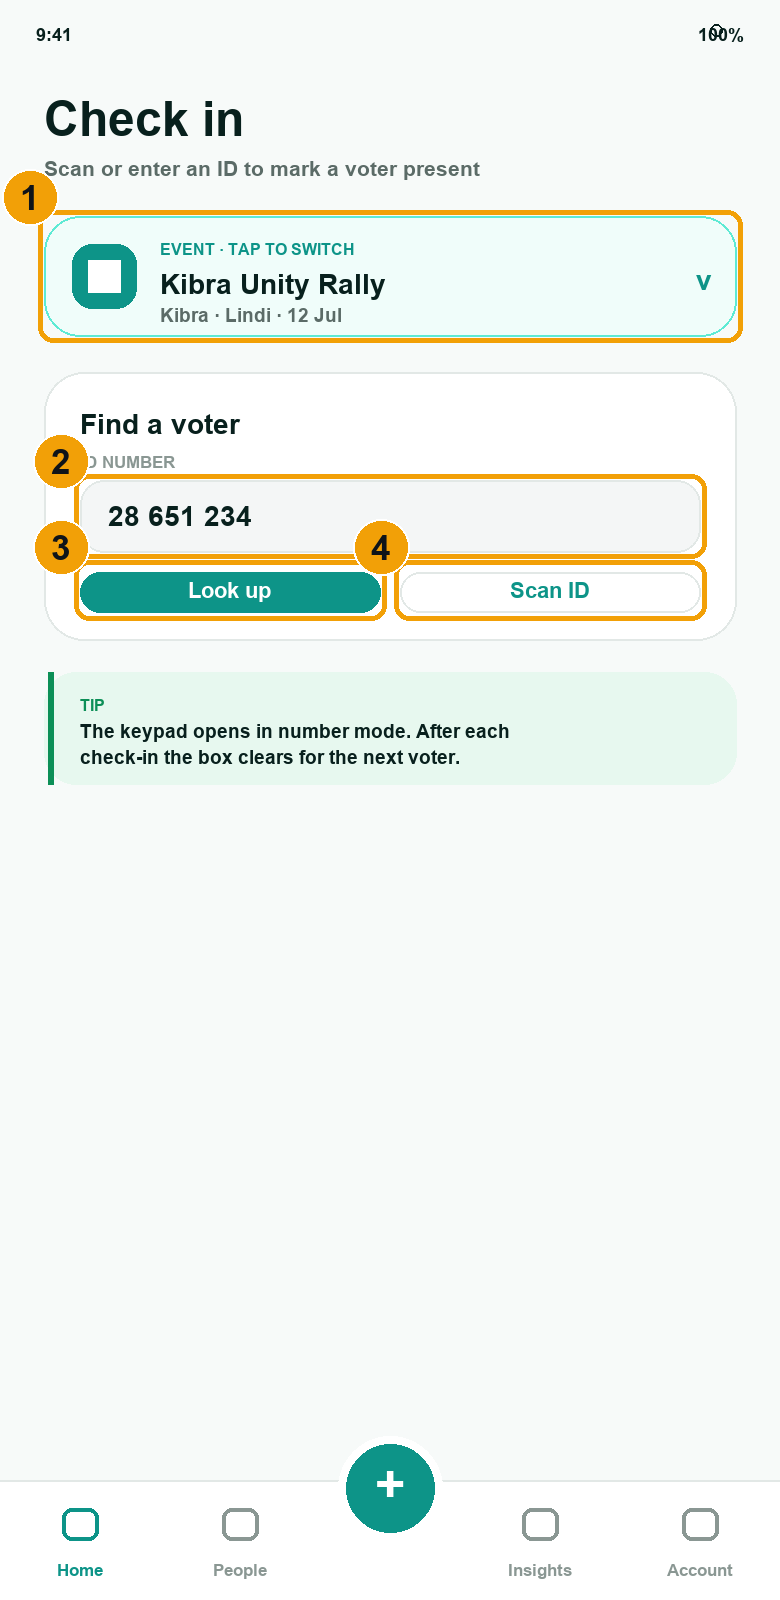 9:41
100%
Check in
Scan or enter an ID to mark a voter present
1
EVENT · TAP TO SWITCH
Kibra Unity Rally
v
Kibra · Lindi · 12 Jul
Find a voter
2
D NUMBER
28 651 234
3
4
Look up
Scan ID
TIP
The keypad opens in number mode. After each
check-in the box clears for the next voter.
+
Home
People
Insights
Account